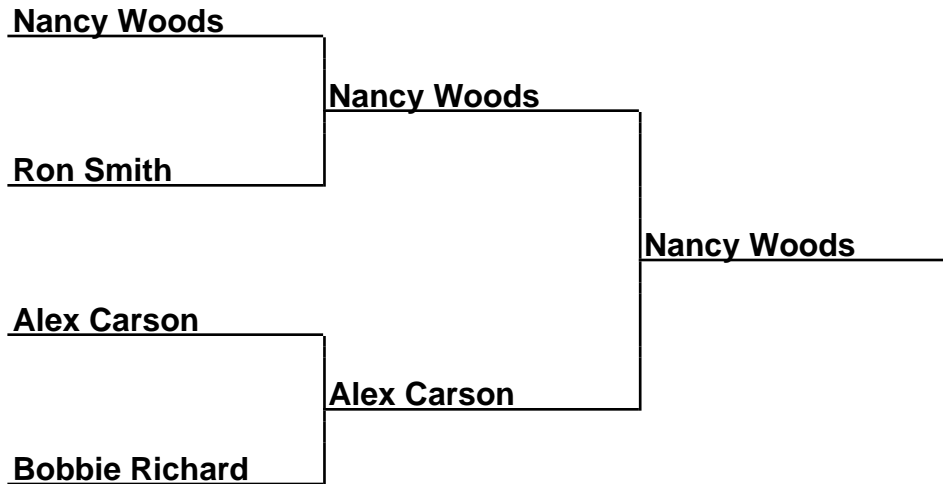 Nancy Woods
Nancy Woods
Ron Smith
Nancy Woods
Alex Carson
Alex Carson
Bobbie Richard